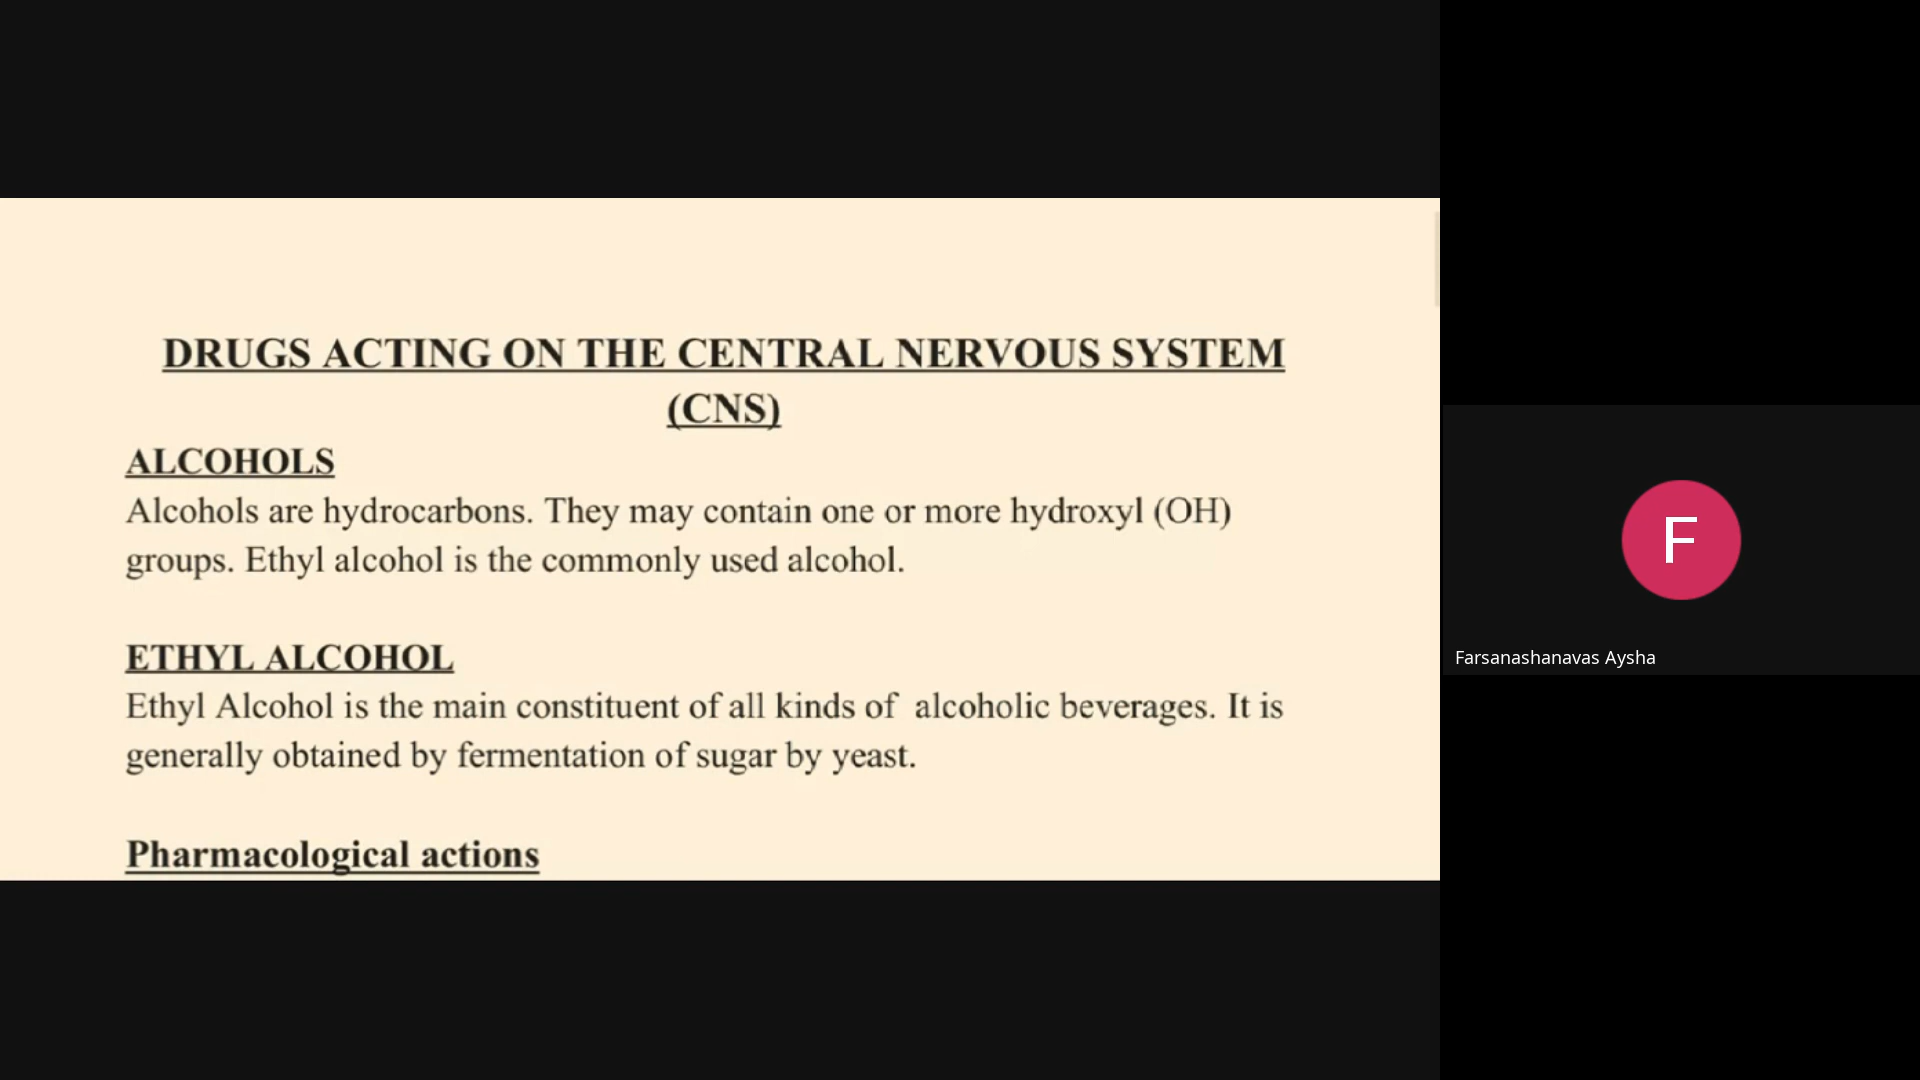 DRUGS ACTING ON THE CENTRAL NERVOUS SYSTEM
(CNS)
ALCOHOLS
Alcohols are hydrocarbons. They may contain one or more hydroxyl (OH)
groups. Ethyl alcohol is the commonly used alcohol.
ETHYL ALCOHOL
Ethyl Alcohol is the main constituent of all kinds of  alcoholic beverages. It is
generally obtained by fermentation of sugar by yeast.
Pharmacological actions
F
Farsanashanavas Aysha